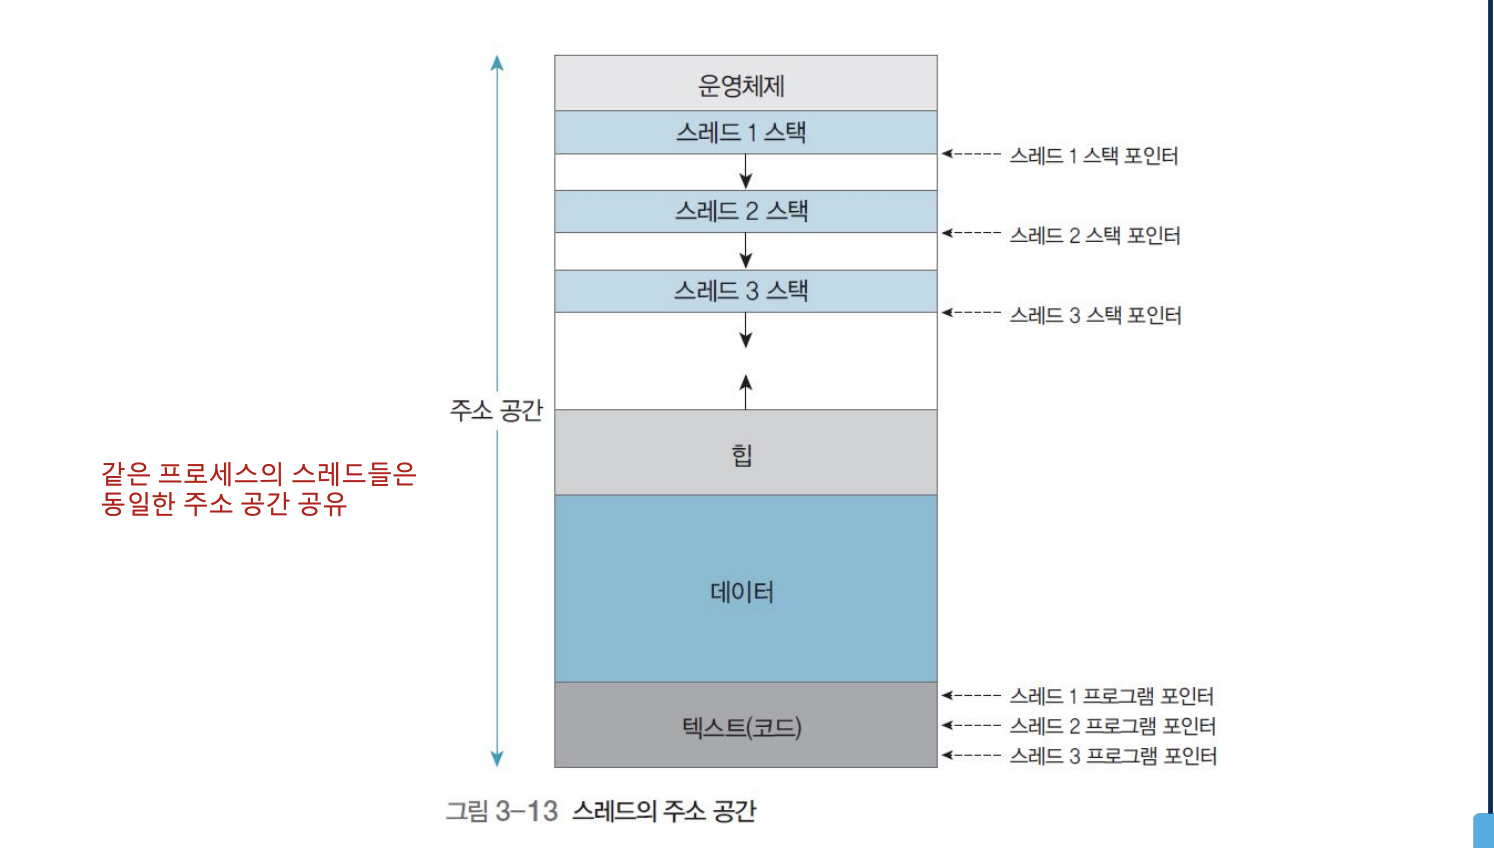 운영체제
스레드 1 스택
스레드 1 스택 포인터
스레드 2 스택
스레드 2 스택 포인터
스레드 3 스택
스레드 3 스택 포인터
주소 공간
힙
같은 프로세스의 스레드들은
동일한 주소 공간 공유
데이터
텍스트(코드)
스레드 1 프로그램 포인터
스레드 2 프로그램 포인터
스레드 3 프로그램 포인터
그림 3-13 스레드의 주소 공간